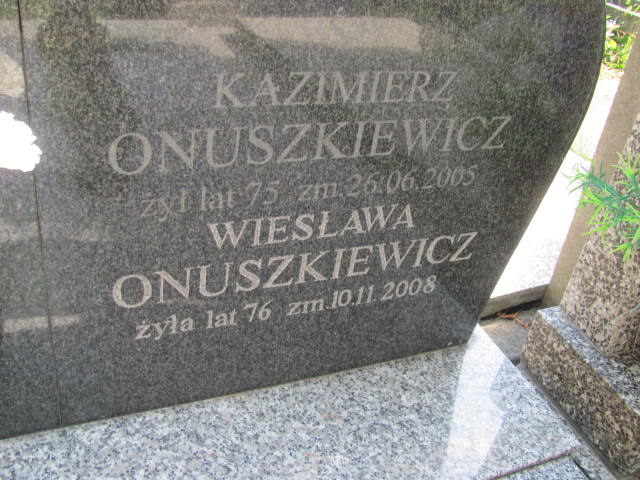 KAZIMIERZ
ONUSZKIEWICZ
żył lat 75 zm.26.06.2005
WIESŁAWA
ONUSZKIEWICZ
żyła lat 76 zm.10.11.2008